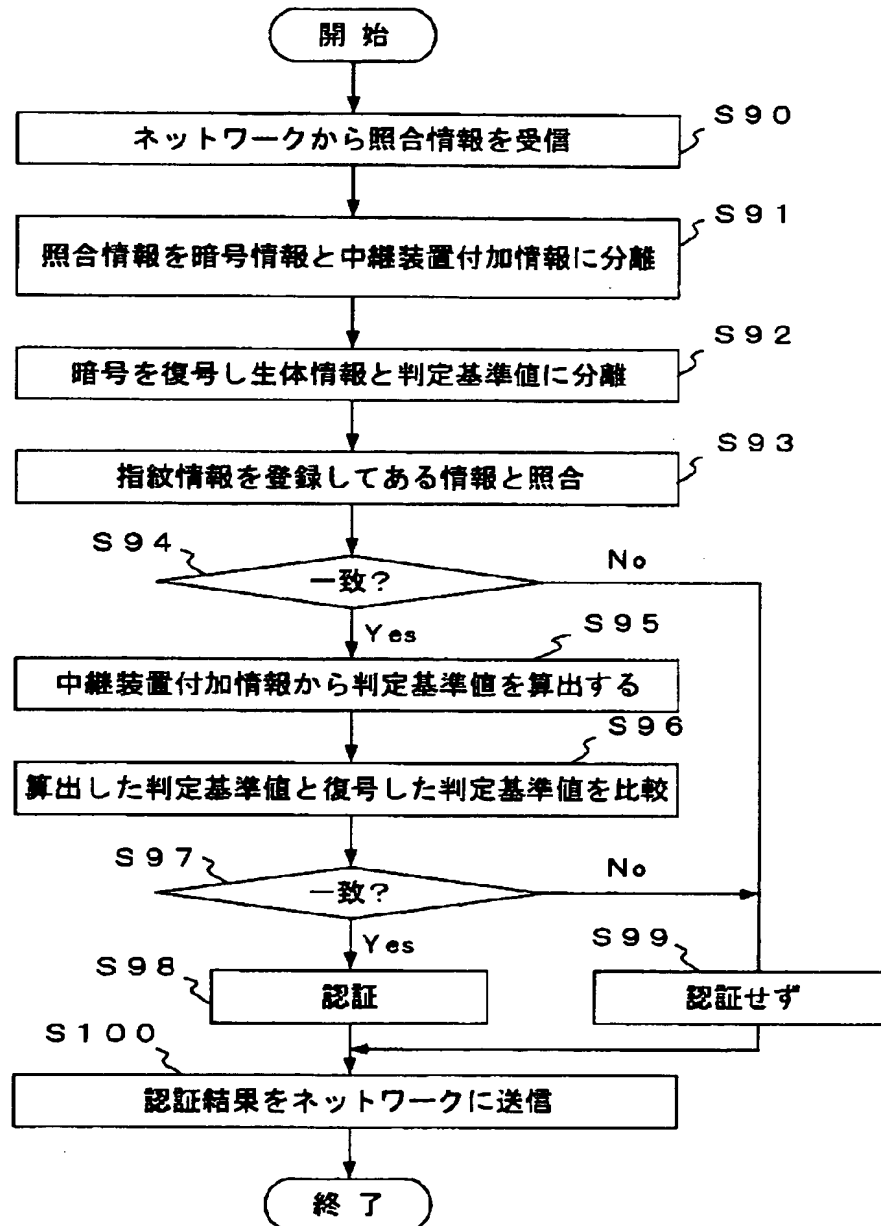 開始
S90
ネットワークから照合情報を受信
S91
照合情報を暗号情報と中継装置付加情報に分離
S92
暗号を復号し生体情報と判定基準値に分離
S93
指紋情報を登録してある情報と照合
S94
一致?
No
Yes
S95
中継装置付加情報から判定基準値を算出する
S96
算出した判定基準値と復号した判定基準値を比較
S97
一致?
No
Yes
S98
認証
S99
認証せず
S100
認証結果をネットワークに送信
終了